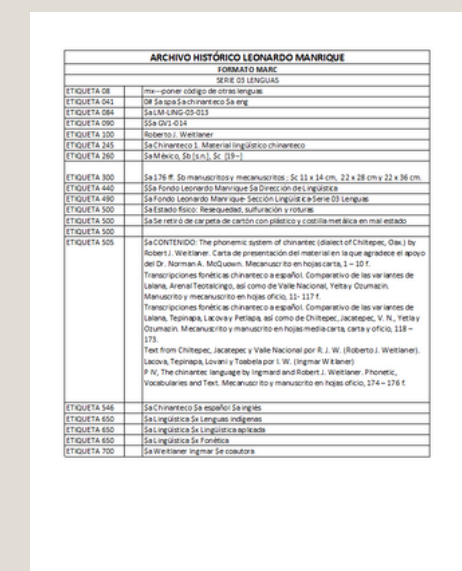 ARCHIVO HISTÓRICO LEONARDO MANRIQUE
FORMATO MARC
SERIE 03 LENGUAS
ETIQUETA 08 mx---poner código de otras lenguas
ETIQUETA 041 0# $a spa $a chinanteco $a eng
ETIQUETA 084 $a LM-LING-03-013
ETIQUETA 090 $$a GV1-014
ETIQUETA 100 Roberto J. Weitlaner
ETIQUETA 245 $a Chinanteco 1. Material lingüístico chinanteco
ETIQUETA 260 $a México, $b [s.n.], $c [19--]
ETIQUETA 300 $a 176 ff. $b manuscritos y mecanuscritos ; $c 11 x 14 cm, 22 x 28 cm y 22 x 36 cm.
ETIQUETA 440 $$a Fondo Leonardo Manrique $a Dirección de Lingüística
ETIQUETA 490 $a Fondo Leonardo Manrique- Sección Lingüística Serie 03 Lenguas
ETIQUETA 500 $a Estado físico: Resequedad, sulfuración y roturas
ETIQUETA 500 $a Se retiró de carpeta de cartón con plástico y costilla metálica en mal estado
ETIQUETA 500
ETIQUETA 505 $a CONTENIDO: The phonemic system of chinantec (dialect of Chiltepec, Oax.) by
Robert J. Weitlaner. Carta de presentación del material en la que agradece el apoyo
del Dr. Norman A. McQuown. Mecanuscrito en hojas carta, 1 – 10 f.
Transcripciones fonéticas chinanteco a español. Comparativo de las variantes de
Lalana, Arenal Teotalcingo, así como de Valle Nacional, Yetla y Ozumacin.
Manuscrito y mecanuscrito en hojas oficio, 11- 117 f.
Transcripciones fonéticas chinanteco a español. Comparativo de las variantes de
Lalana, Tepinapa, Lacova y Petlapa, así como de Chiltepec, Jacatepec, V. N., Yetla y
Ozumacin. Mecanuscrito y manuscrito en hojas media carta, carta y oficio, 118 –
173.
Text from Chiltepec, Jacatepec y Valle Nacional por R. J. W. (Roberto J. Weitlaner).
Lacova, Tepinapa, Lovani y Toabela por I. W. (Ingmar Witlaner)
P IV, The chinantec language by Ingmar and Robert J. Weitlaner. Phonetic,
Vocabularies and Text. Mecanuscrito y manuscrito en hojas oficio, 174 – 176 f.
ETIQUETA 546 $a Chinanteco $a español $a inglés
ETIQUETA 650 $a Lingüística $x Lenguas indígenas
ETIQUETA 650 $a Lingüística $x Lingüística aplicada
ETIQUETA 650 $a Lingüística $x Fonética
ETIQUETA 700 $a Weitlaner Ingmar $e coautora